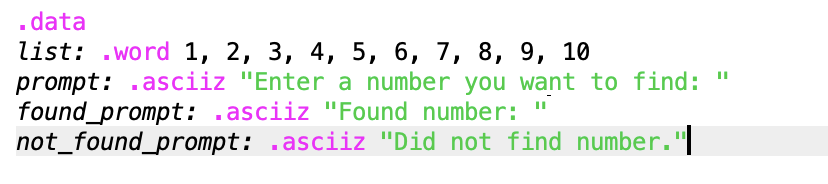 .data
list: .word 1, 2, 3, 4, 5, 6, 7, 8, 9, 10
prompt: .asciiz "Enter a number you want to find: "
found_prompt: .asciiz "Found number: "
not_found_prompt: .asciiz "Did not find number."